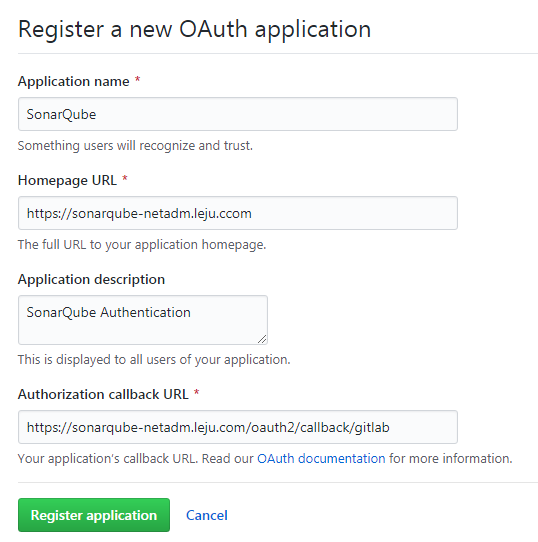 Register a new OAuth application
Application name *
SonarQube
Something users will recognize and trust.
Homepage URL *
https://sonarqube-netadm.leju.ccom
The full URL to your application homepage.
Application description
SonarQube Authentication
This is displayed to all users of your application.
Authorization callback URL *
https://sonarqube-netadm.leju.com/oauth2/callback/gitlab
Your application's callback URL. Read our OAuth documentation for more information.
Register application Cancel